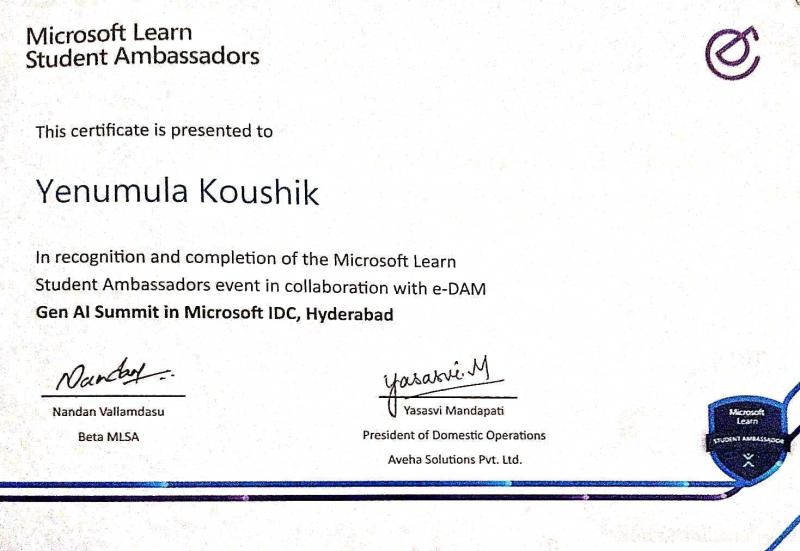 Microsoft Learn
Student Ambassadors
This certificate is presented to
Yenumula Koushik
In recognition and completion of the Microsoft Learn
Student Ambassadors event in collaboration with e-DAM
Gen AI Summit in Microsoft IDC, Hyderabad
Nandan
Yasasvi.M
Nandan Vallamdasu
Yasasvi Mandapati
Beta MLSA
President of Domestic Operations
Aveha Solutions Pvt. Ltd.
Microsoft
Learn
STUDENT AMBASSADOR